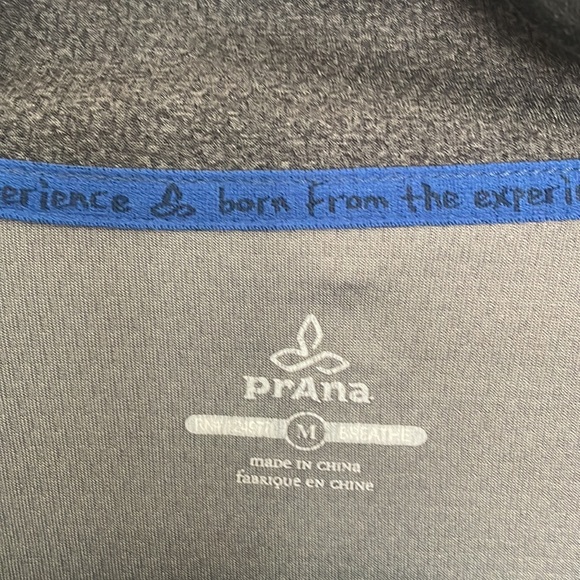 erience born From the experi
prAna
M BREATHE
made in China
fabrique en Chine